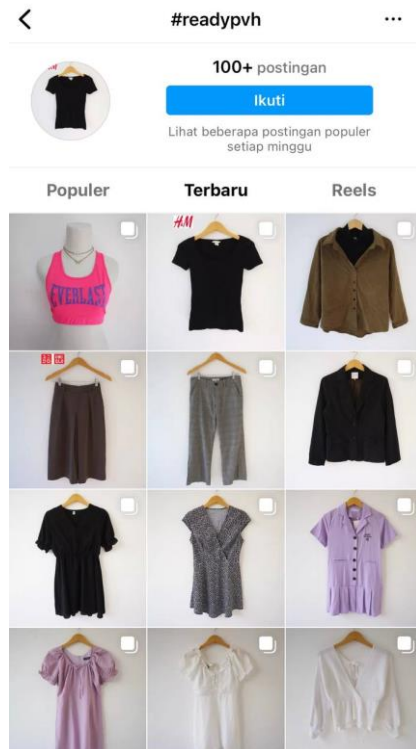 #readypvh
100+ postingan
Ikuti
Lihat beberapa postingan populer
setiap minggu
Populer
Terbaru
Reels
EVERLAST
H&M